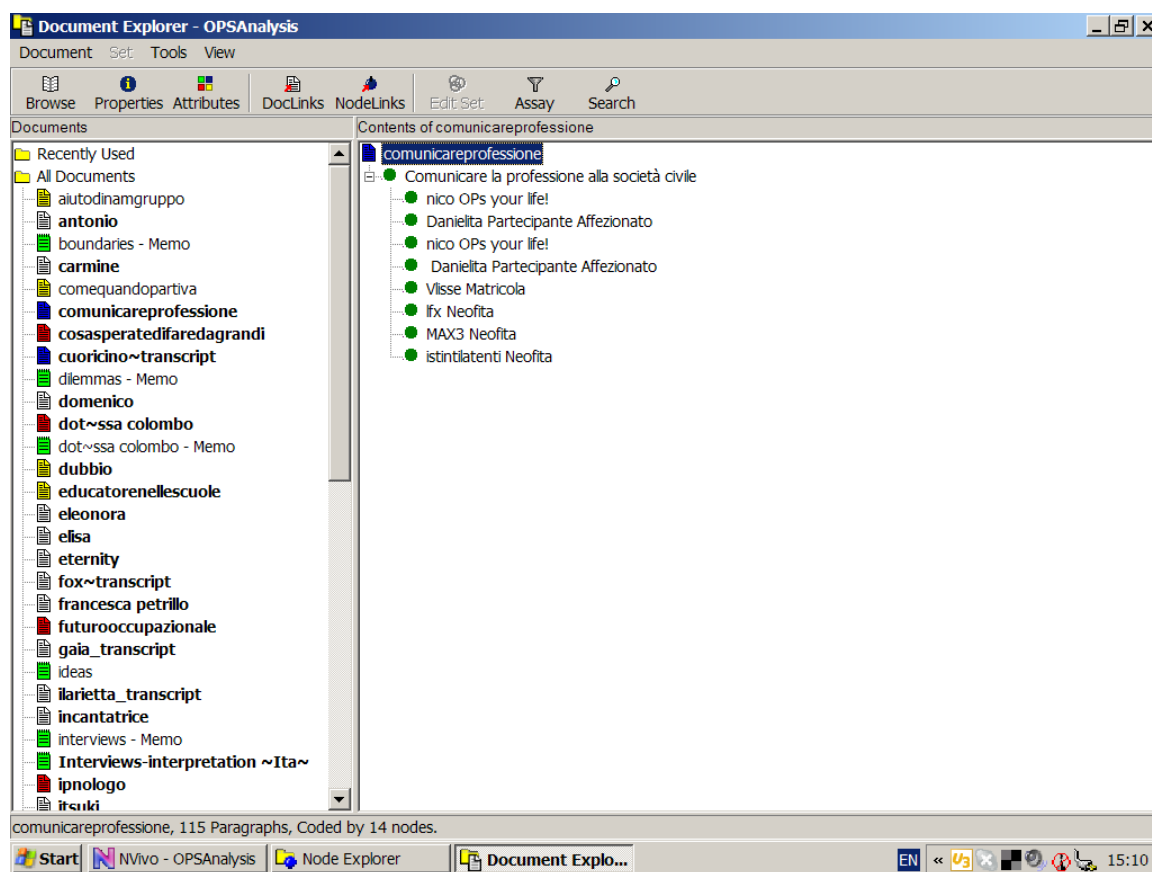 Document Explorer - OPSAnalysis
Document Set Tools View
Browse Properties Attributes DocLinks NodeLinks Edit Set Assay Search
Documents
Contents of comunicareprofessione
Recently Used
All Documents
aiutodinamgruppo
antonio
boundaries - Memo
carmine
comequandopartiva
comunicareprofessione
cosasperatedifaredagrandi
cuoricino~transcript
dilemmas - Memo
domenico
dot~ssa colombo
dot~ssa colombo - Memo
dubbio
educatorenellescuole
eleonora
elisa
eternity
fox~transcript
francesca petrillo
futurooccupazionale
gaia_transcript
ideas
ilarietta_transcript
incantatrice
interviews - Memo
Interviews-interpretation ~Ita~
ipnologo
itsuki
comunicareprofessione
Comunicare la professione alla società civile
nico OPs your life!
Danielita Partecipante Affezionato
nico OPs your life!
Danielita Partecipante Affezionato
Vlisse Matricola
lfx Neofita
MAX3 Neofita
istintilatenti Neofita
comunicareprofessione, 115 Paragraphs, Coded by 14 nodes.
Start NVivo - OPSAnalysis Node Explorer Document Explo... EN « U3 15:10